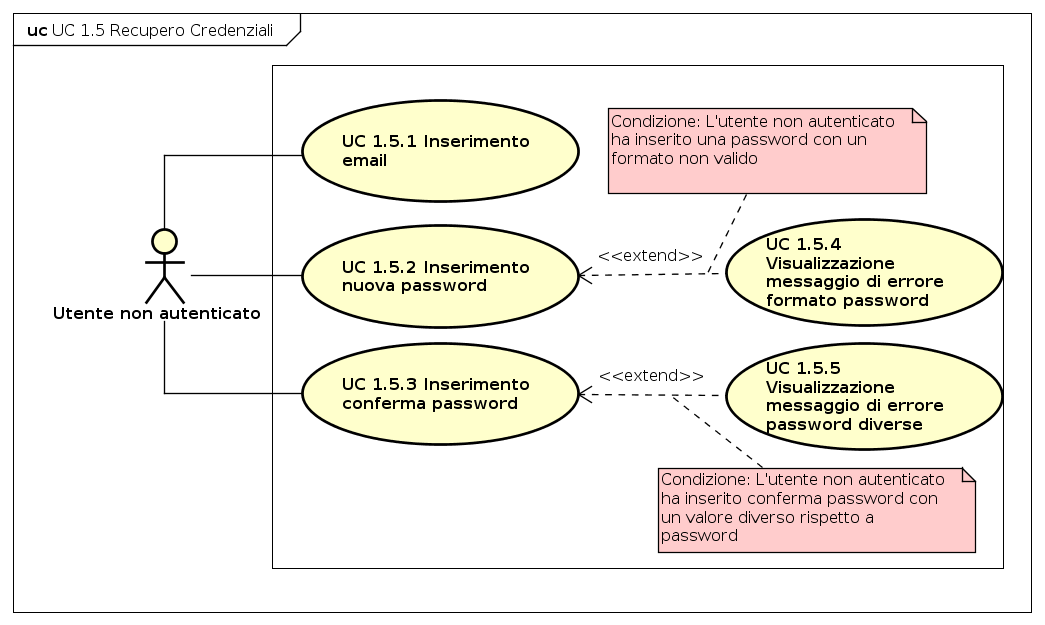 uc UC 1.5 Recupero Credenziali
UC 1.5.1 Inserimento
email
Condizione: L'utente non autenticato
ha inserito una password con un
formato non valido
Utente non autenticato
UC 1.5.2 Inserimento
nuova password
<<extend>>
UC 1.5.4
Visualizzazione
messaggio di errore
formato password
UC 1.5.3 Inserimento
conferma password
<<extend>>
UC 1.5.5
Visualizzazione
messaggio di errore
password diverse
Condizione: L'utente non autenticato
ha inserito conferma password con
un valore diverso rispetto a
password